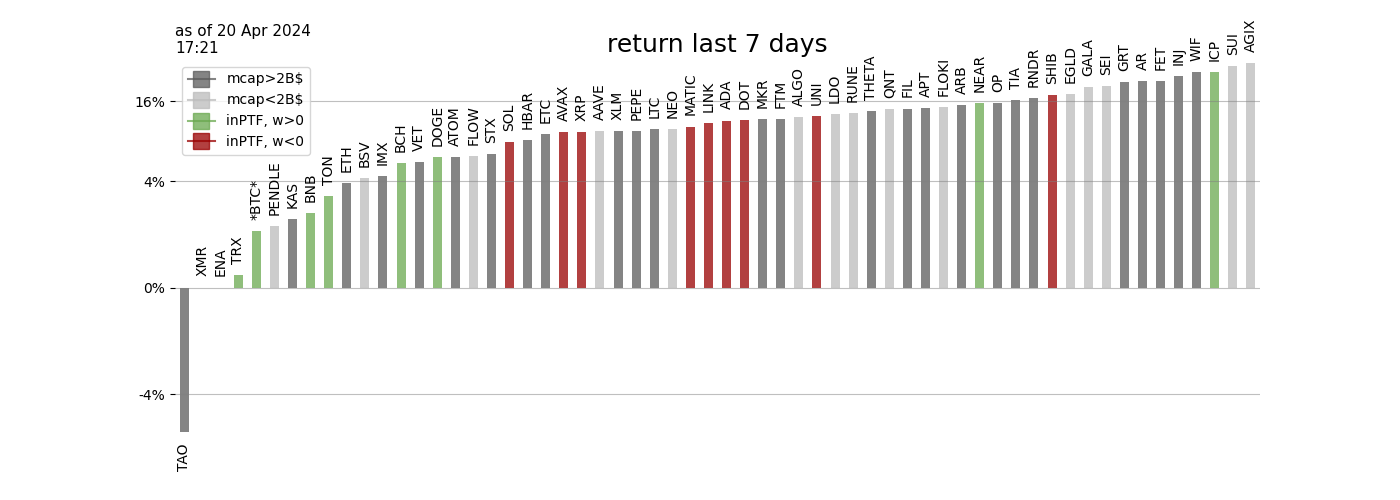 as of 20 Apr 2024
17:21
return last 7 days
mcap>2B$
mcap<2B$
inPTF, w>0
inPTF, w<0
16%
4%
0%
-4%
TAO
XMR
ENA
TRX
*BTC*
PENDLE
KAS
BNB
TON
ETH
BSV
IMX
BCH
VET
DOGE
ATOM
FLOW
STX
SOL
HBAR
ETC
AVAX
XRP
AAVE
XLM
PEPE
LTC
NEO
MATIC
LINK
ADA
DOT
MKR
FTM
ALGO
UNI
LDO
RUNE
THETA
QNT
FIL
APT
FLOKI
ARB
NEAR
OP
TIA
RNDR
SHIB
EGLD
GALA
SEI
GRT
AR
FET
INJ
WIF
ICP
SUI
AGIX